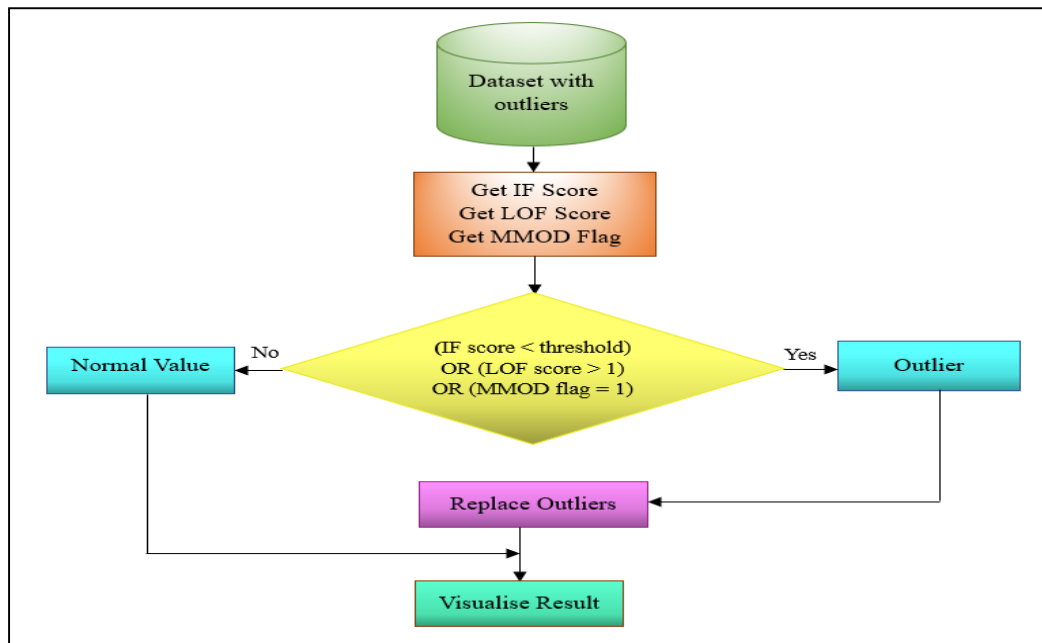 Dataset with
outliers
Get IF Score
Get LOF Score
Get MMOD Flag
(IF score < threshold)
OR (LOF score > 1)
OR (MMOD flag = 1)
No
Yes
Normal Value
Outlier
Replace Outliers
Visualise Result